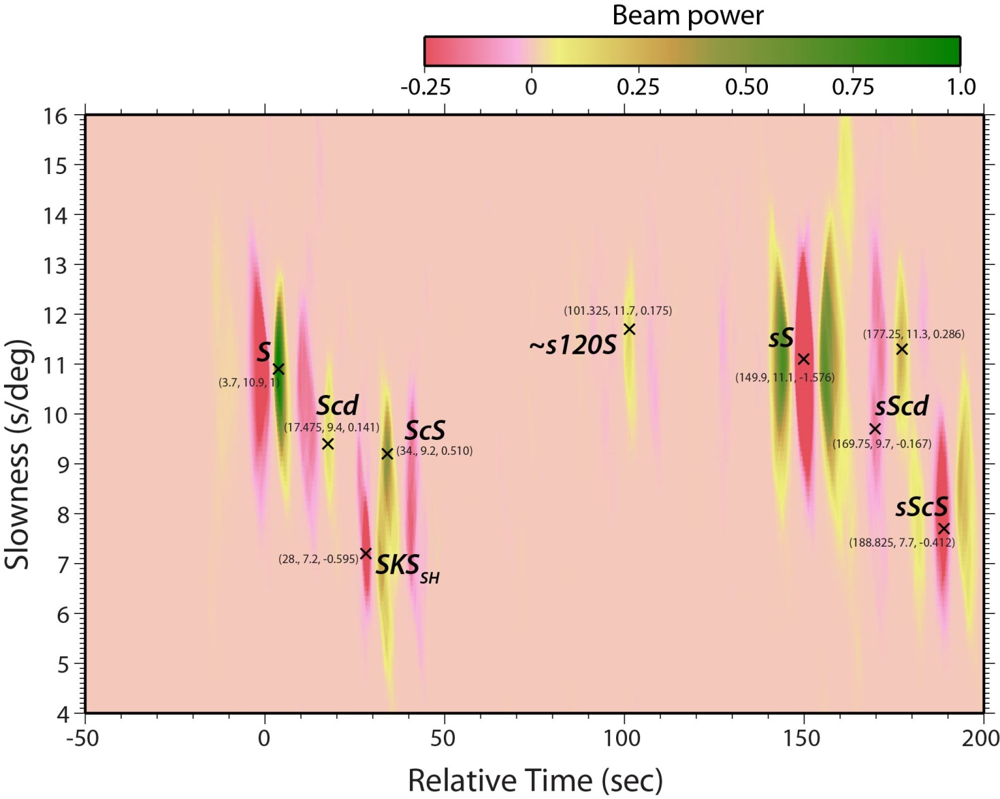 Beam power
-0.25 0 0.25 0.50 0.75 1.0
16
15
14
13
12
11
10
9
8
7
6
5
4
Slowness (s/deg)
(101.325, 11.7, 0.175)
~s120S
sS
(177.25, 11.3, 0.286)
S
(3.7, 10.9, 1)
(149.9, 11.1, -1.576)
Scd
(17.475, 9.4, 0.141)
ScS
(34., 9.2, 0.510)
sScd
(169.75, 9.7, -0.167)
sScS
(188.825, 7.7, -0.412)
(28., 7.2, -0.595)
SKS SH
-50 0 50 100 150 200
Relative Time (sec)